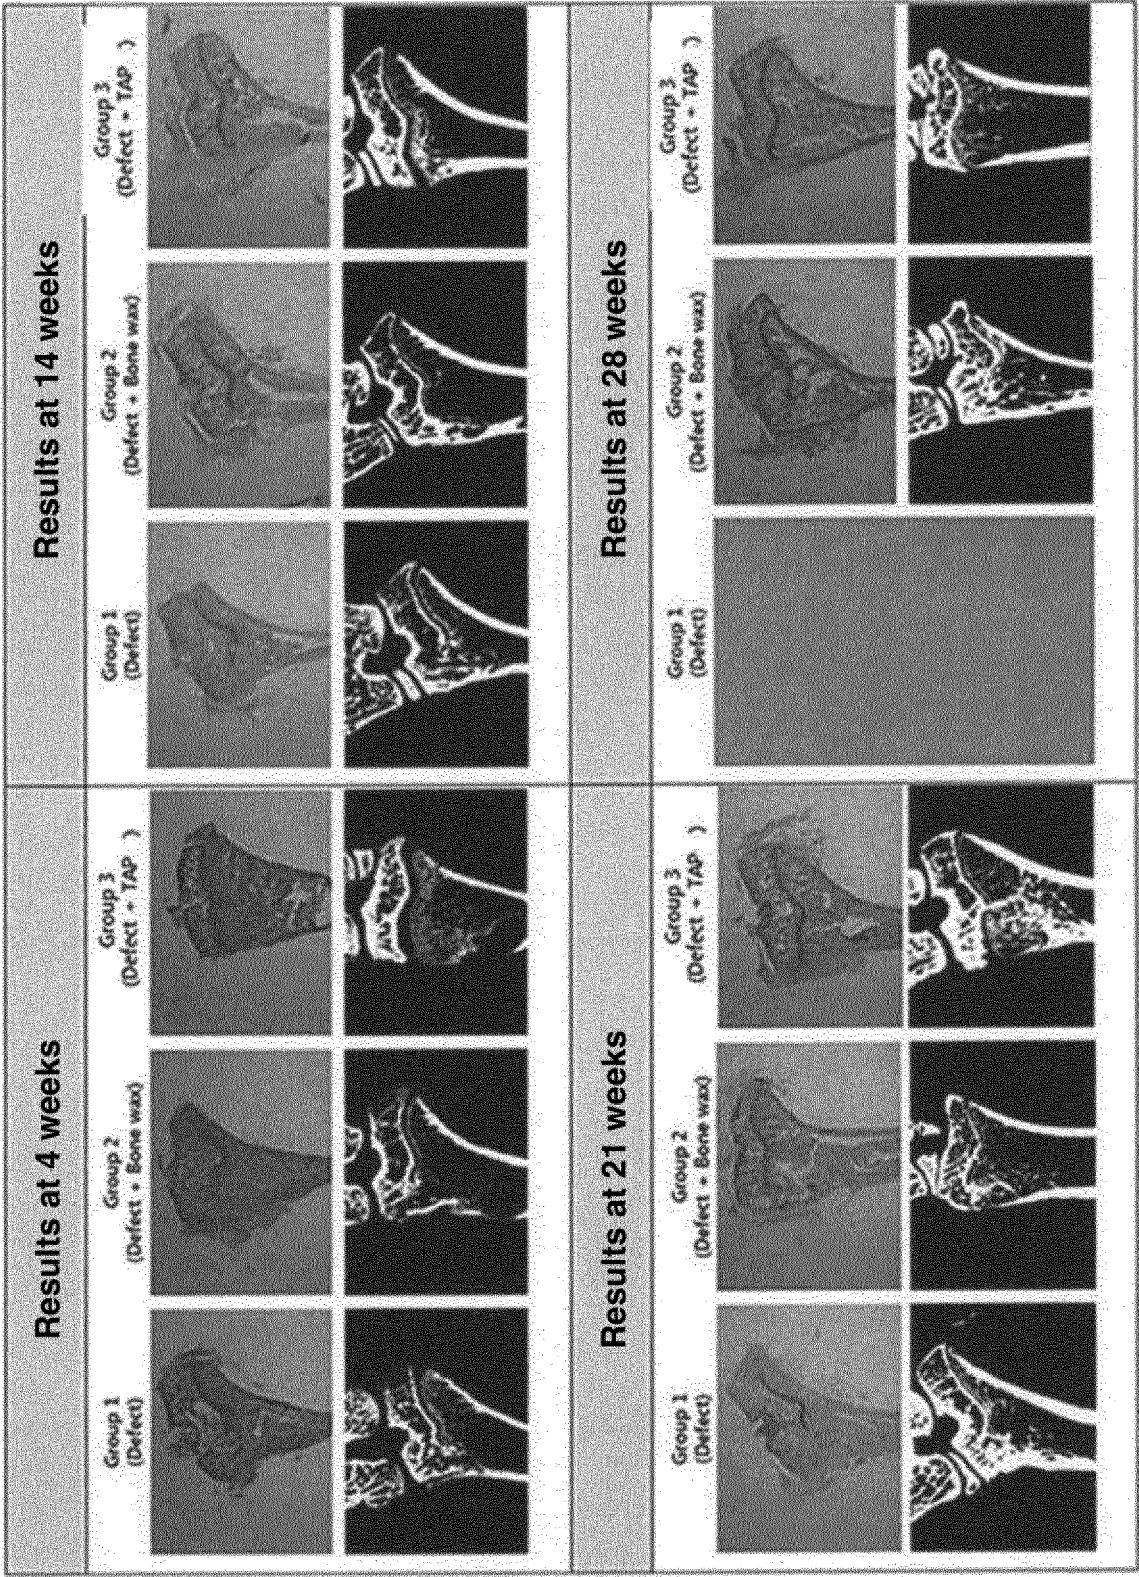 Results at 4 weeks
Group 1
(Defect)
Group 2
(Defect + Bone wax)
Group 3
(Defect + TAP )
Results at 14 weeks
Group 1
(Defect)
Group 2
(Defect + Bone wax)
Group 3
(Defect + TAP )
Results at 21 weeks
Group 1
(Defect)
Group 2
(Defect + Bone wax)
Group 3
(Defect + TAP )
Results at 28 weeks
Group 1
(Defect)
Group 2
(Defect + Bone wax)
Group 3
(Defect + TAP )